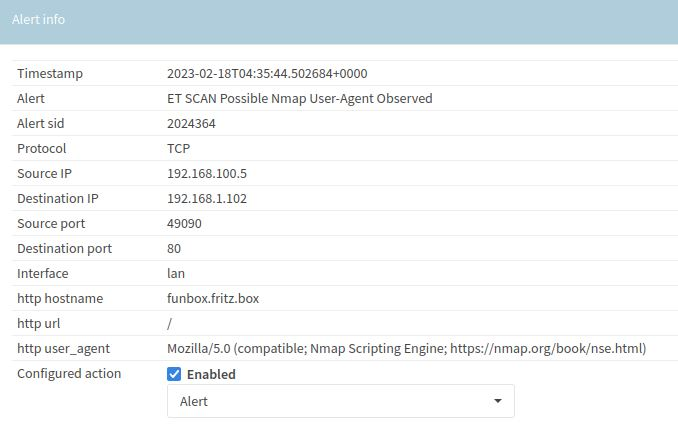 Alert info
Timestamp 2023-02-18T04:35:44.502684+0000
Alert ET SCAN Possible Nmap User-Agent Observed
Alert sid 2024364
Protocol TCP
Source IP 192.168.100.5
Destination IP 192.168.1.102
Source port 49090
Destination port 80
Interface lan
http hostname funbox.fritz.box
http url /
http user_agent Mozilla/5.0 (compatible; Nmap Scripting Engine; https://nmap.org/book/nse.html)
Configured action Enabled
Alert